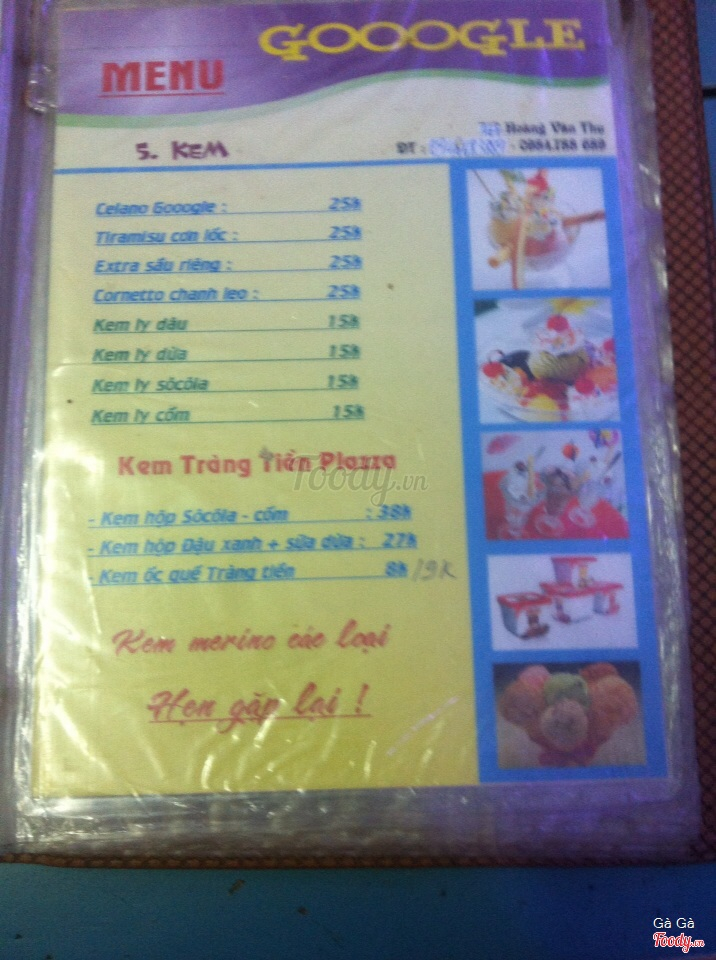 GOOOGLE
MENU
Hoàng Văn Thụ
5. KEM
ĐT : - 0984.788 689
Celano Gooogle : 25k
Tiramisu cơn lốc : 25k
Extra sầu riêng : 25k
Cornetto chanh leo : 25k
Kem ly dâu 15k
Kem ly dừa 15k
Kem ly sôcôla 15k
Kem ly cốm 15k
Kem Tràng Tiền Plazza
Foody.vn
- Kem hộp Sôcôla - cốm : 38k
- Kem hộp Đậu xanh + sữa dừa : 27k
- Kem ốc quế Tràng tiền 8k /9K
Kem merino các loại
Hẹn gặp lại !
Gà Gà
Foody.vn